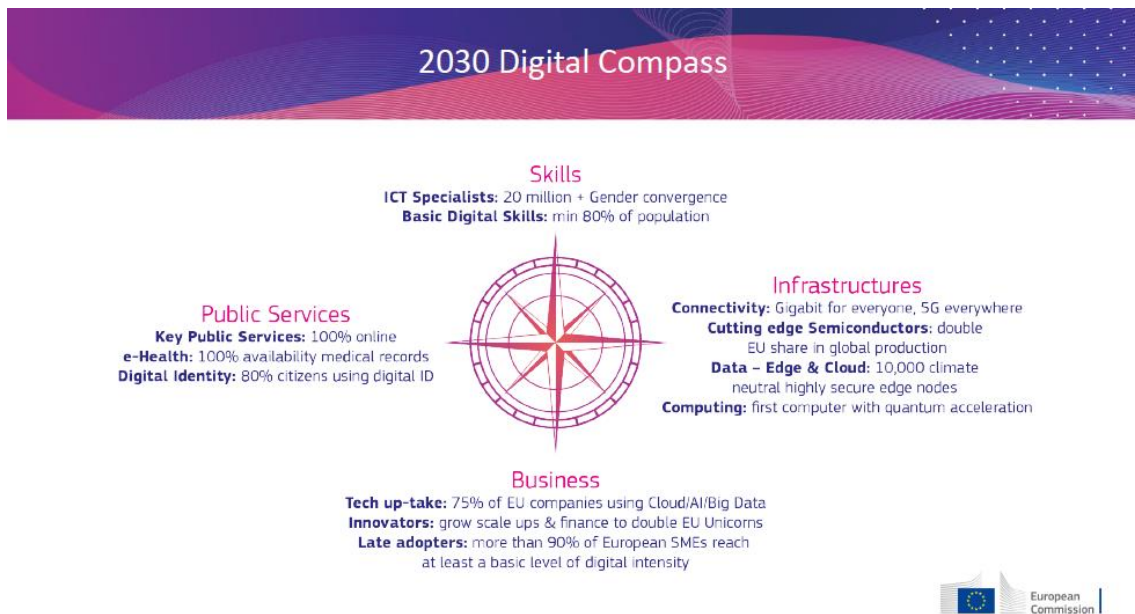 2030 Digital Compass
Skills
ICT Specialists: 20 million + Gender convergence
Basic Digital Skills: min 80% of population
Public Services
Key Public Services: 100% online
e-Health: 100% availability medical records
Digital Identity: 80% citizens using digital ID
Infrastructures
Connectivity: Gigabit for everyone, 5G everywhere
Cutting edge Semiconductors: double
EU share in global production
Data – Edge & Cloud: 10,000 climate
neutral highly secure edge nodes
Computing: first computer with quantum acceleration
Business
Tech up-take: 75% of EU companies using Cloud/AI/Big Data
Innovators: grow scale ups & finance to double EU Unicorns
Late adopters: more than 90% of European SMEs reach
at least a basic level of digital intensity
European
Commission